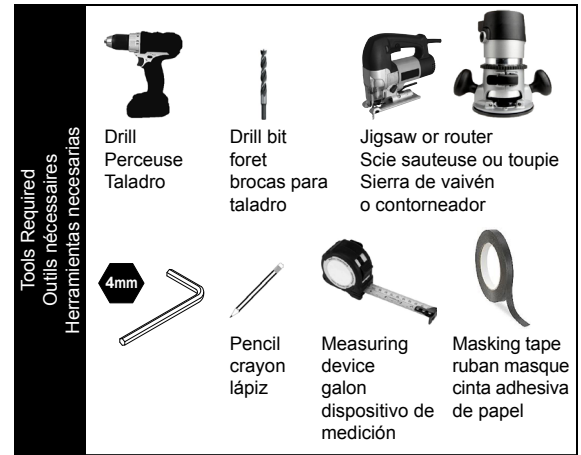 Tools Required
Outils nécessaires
Herramientas necesarias
Drill
Perceuse
Taladro
Drill bit
foret
brocas para
taladro
Jigsaw or router
Scie sauteuse ou toupie
Sierra de vaivén
o contorneador
4mm
Pencil
crayon
lápiz
Measuring
device
galon
dispositivo de
medición
Masking tape
ruban masque
cinta adhesiva
de papel